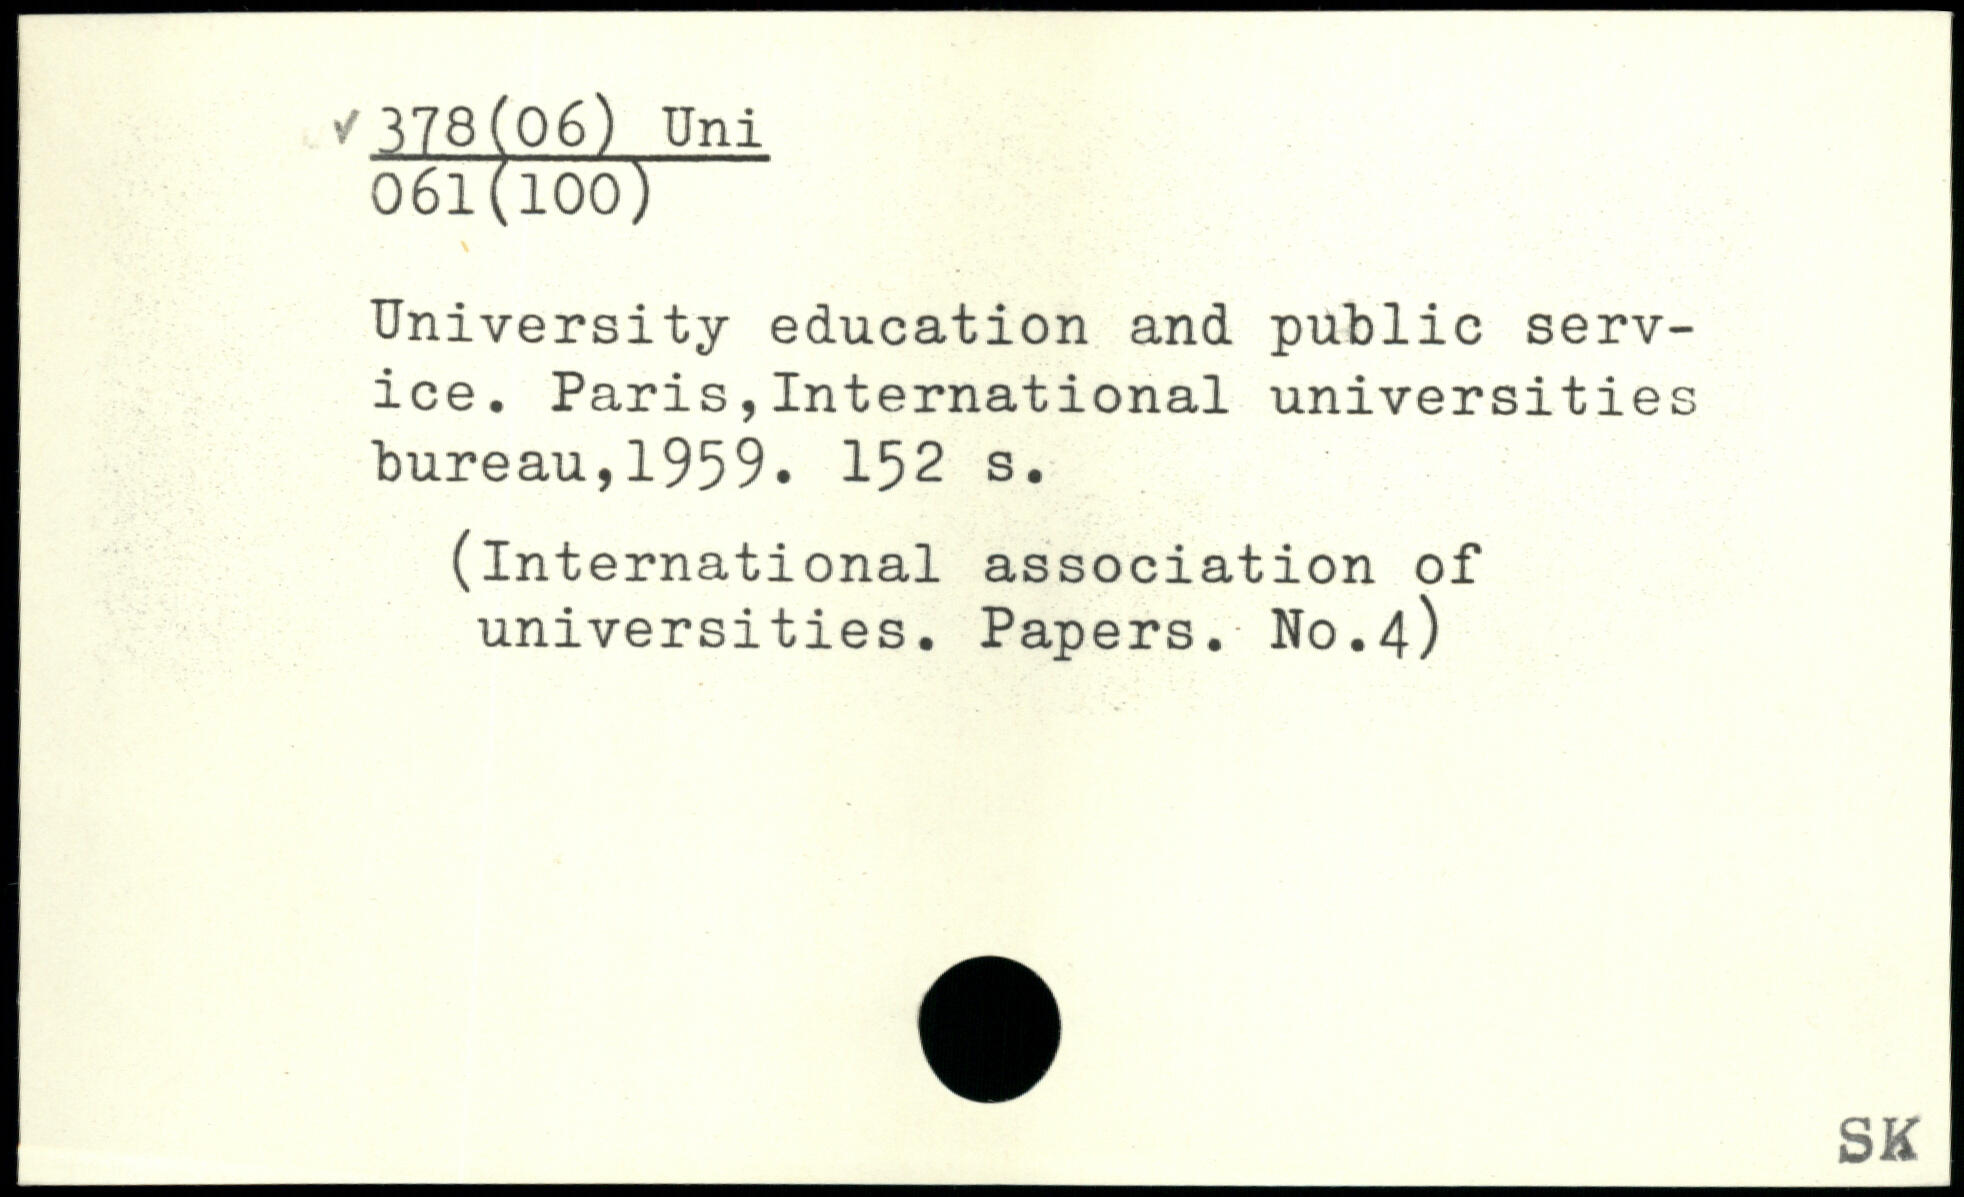 ✓ 378(06) Uni
061(100)
University education and public serv-
ice. Paris,International universities
bureau,1959. 152 s.
(International association of
universities. Papers. No.4)
SK